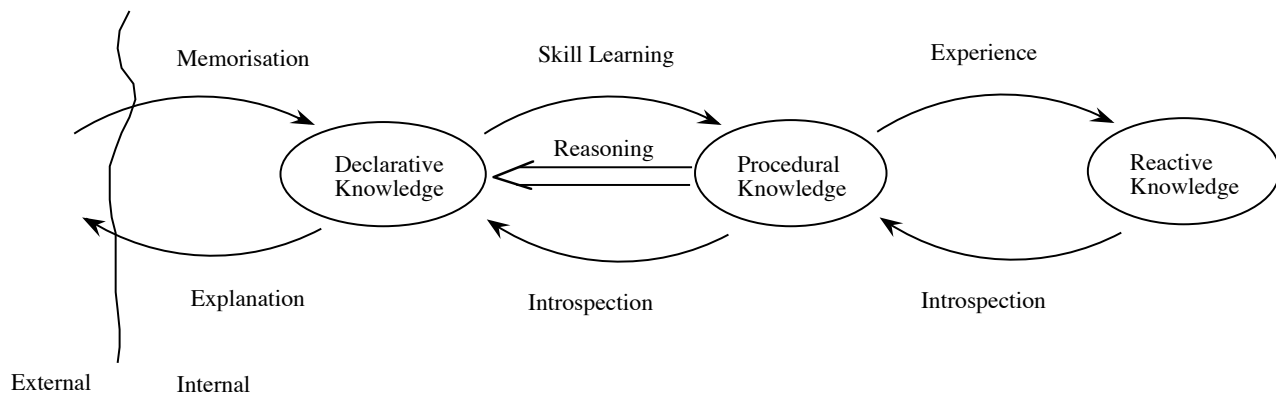 Memorisation
Skill Learning
Experience
Reasoning
Declarative
Knowledge
Procedural
Knowledge
Reactive
Knowledge
Explanation
Introspection
Introspection
External
Internal